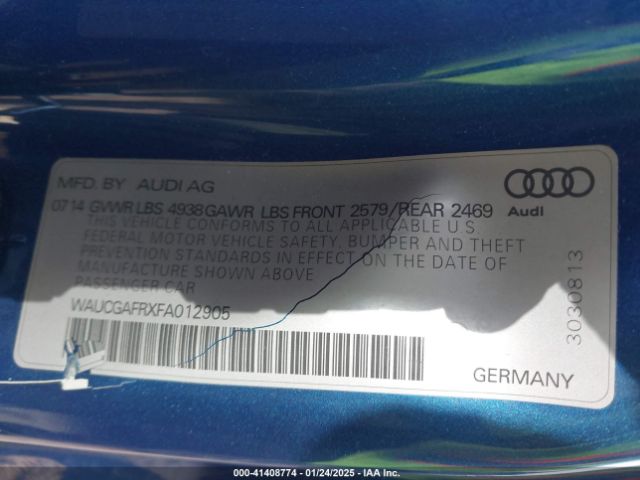 MFD. BY AUDI AG
0714 GVWR LBS 4938 GAWR LBS FRONT 2579/REAR 2469
Audi
THIS VEHICLE CONFORMS TO ALL APPLICABLE U.S.
FEDERAL MOTOR VEHICLE SAFETY, BUMPER AND THEFT
PREVENTION STANDARDS IN EFFECT ON THE DATE OF
MANUFACTURE SHOWN ABOVE
PASSENGER CAR
WAUCGAFRXFA012905
3030813
GERMANY
000-41408774 - 01/24/2025 - IAA Inc.